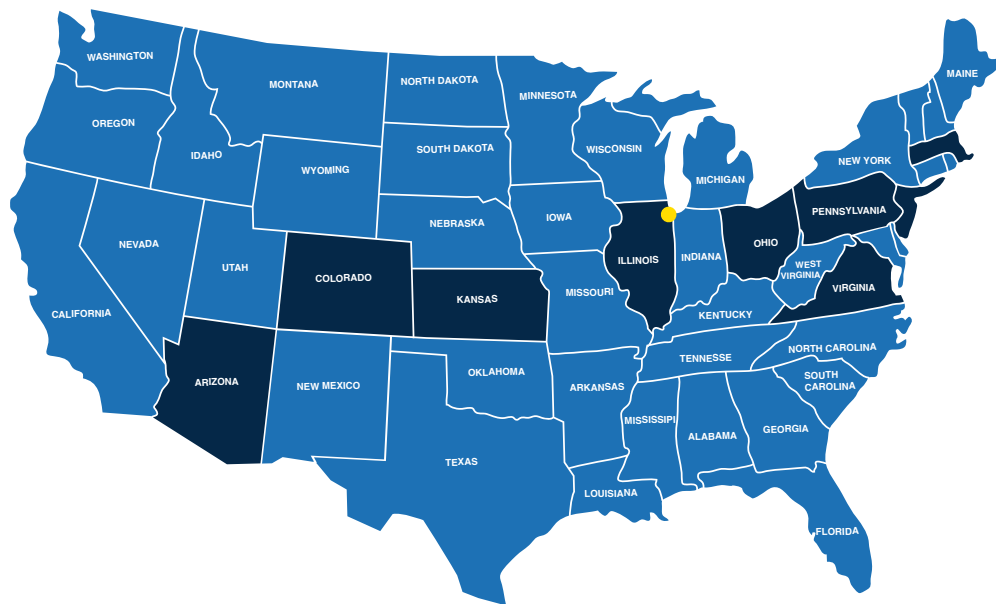 WASHINGTON
MONTANA
NORTH DAKOTA
MINNESOTA
MAINE
OREGON
IDAHO
SOUTH DAKOTA
WISCONSIN
MICHIGAN
NEW YORK
WYOMING
NEBRASKA
IOWA
PENNSYLVANIA
NEVADA
UTAH
COLORADO
KANSAS
MISSOURI
ILLINOIS
INDIANA
OHIO
WEST
VIRGINIA
VIRGINIA
CALIFORNIA
KENTUCKY
ARIZONA
NEW MEXICO
OKLAHOMA
ARKANSAS
TENNESSE
NORTH CAROLINA
SOUTH
CAROLINA
MISSISSIPI
ALABAMA
GEORGIA
TEXAS
LOUISIANA
FLORIDA